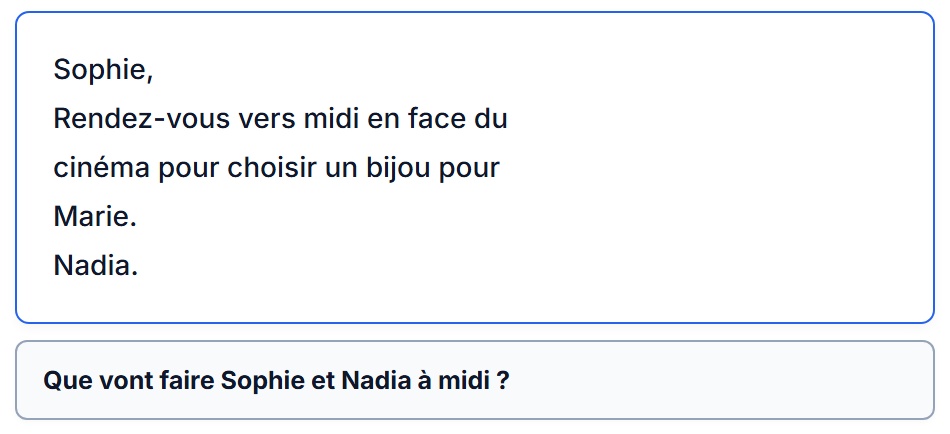 Sophie,
Rendez-vous vers midi en face du
cinéma pour choisir un bijou pour
Marie.
Nadia.
Que vont faire Sophie et Nadia à midi ?